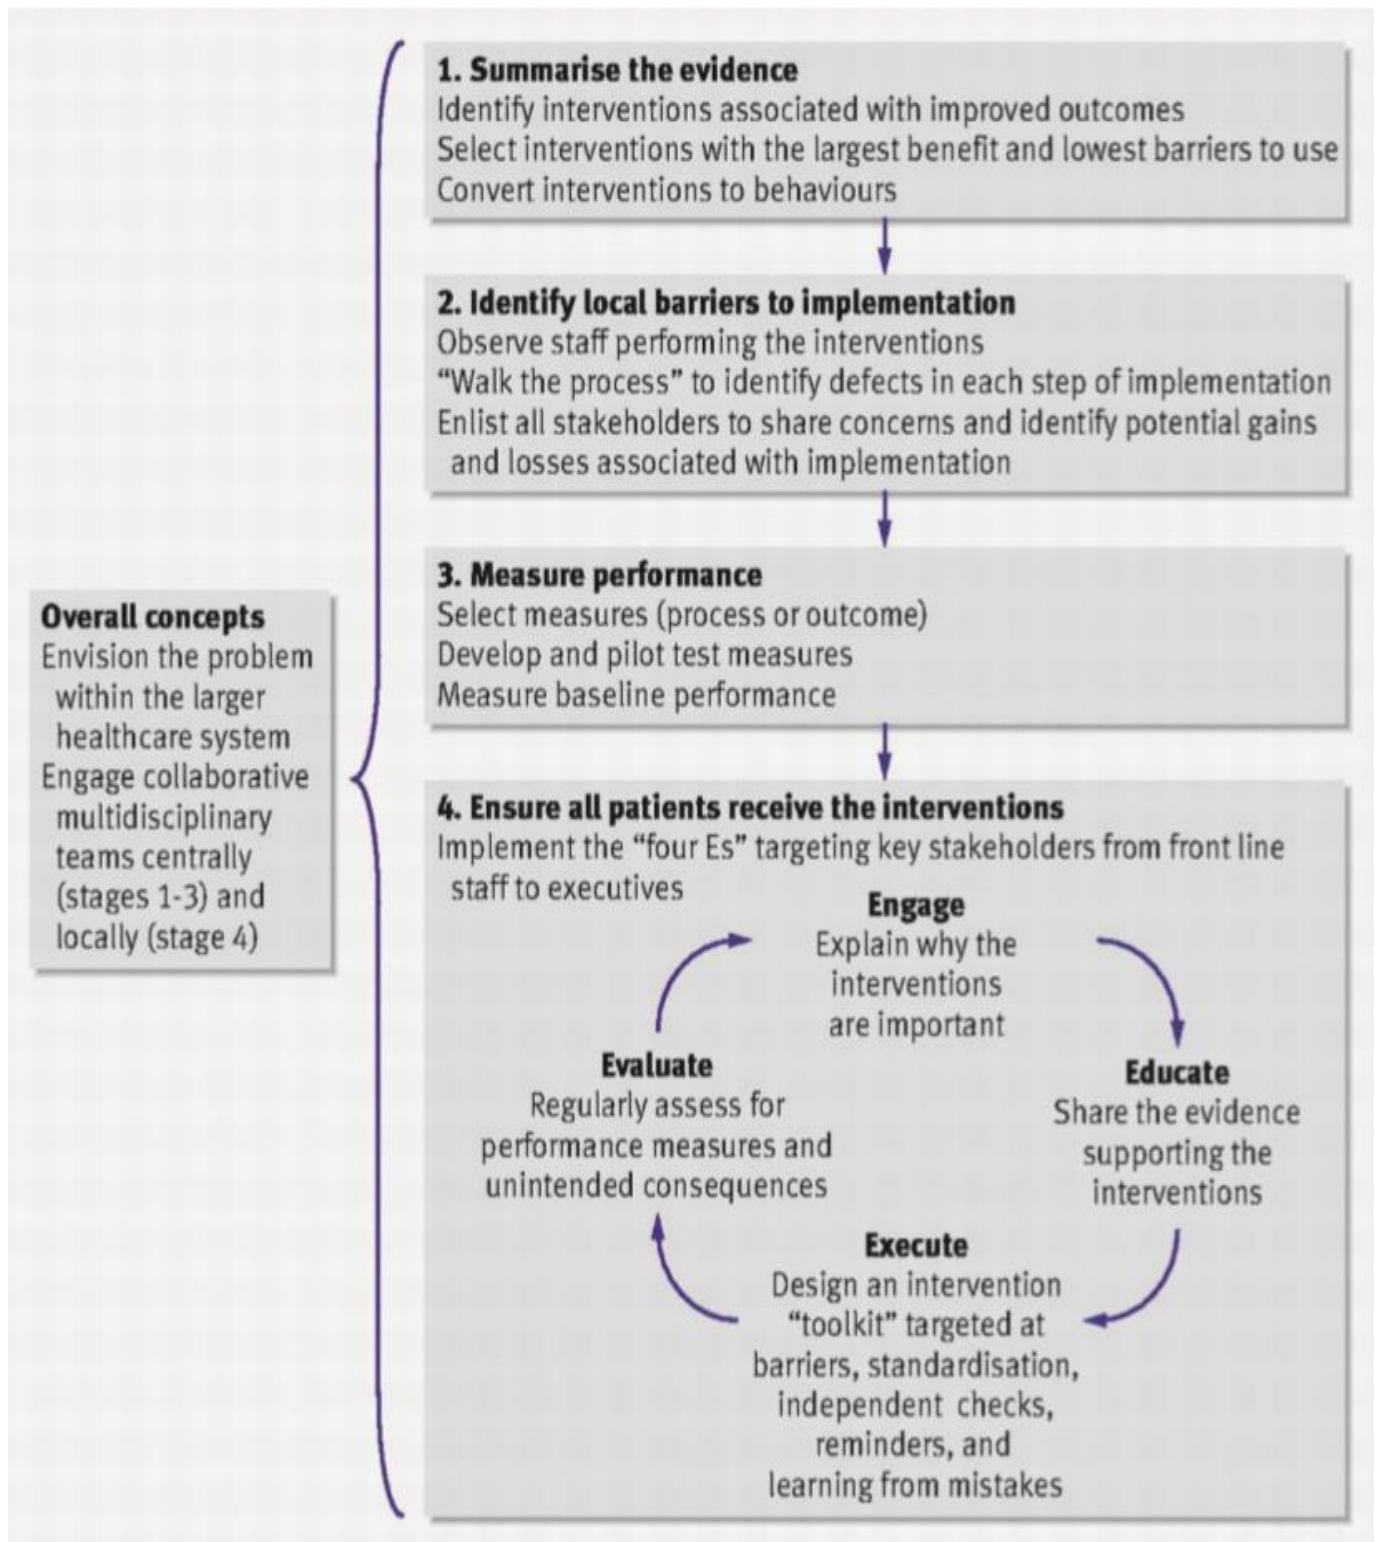 Overall concepts
Envision the problem
within the larger
healthcare system
Engage collaborative
multidisciplinary
teams centrally
(stages 1-3) and
locally (stage 4)
1. Summarise the evidence
Identify interventions associated with improved outcomes
Select interventions with the largest benefit and lowest barriers to use
Convert interventions to behaviours
2. Identify local barriers to implementation
Observe staff performing the interventions
“Walk the process” to identify defects in each step of implementation
Enlist all stakeholders to share concerns and identify potential gains
and losses associated with implementation
3. Measure performance
Select measures (process or outcome)
Develop and pilot test measures
Measure baseline performance
4. Ensure all patients receive the interventions
Implement the “four Es” targeting key stakeholders from front line
staff to executives
Engage
Explain why the
interventions
are important
Educate
Share the evidence
supporting the
interventions
Execute
Design an intervention
“toolkit” targeted at
barriers, standardisation,
independent checks,
reminders, and
learning from mistakes
Evaluate
Regularly assess for
performance measures and
unintended consequences